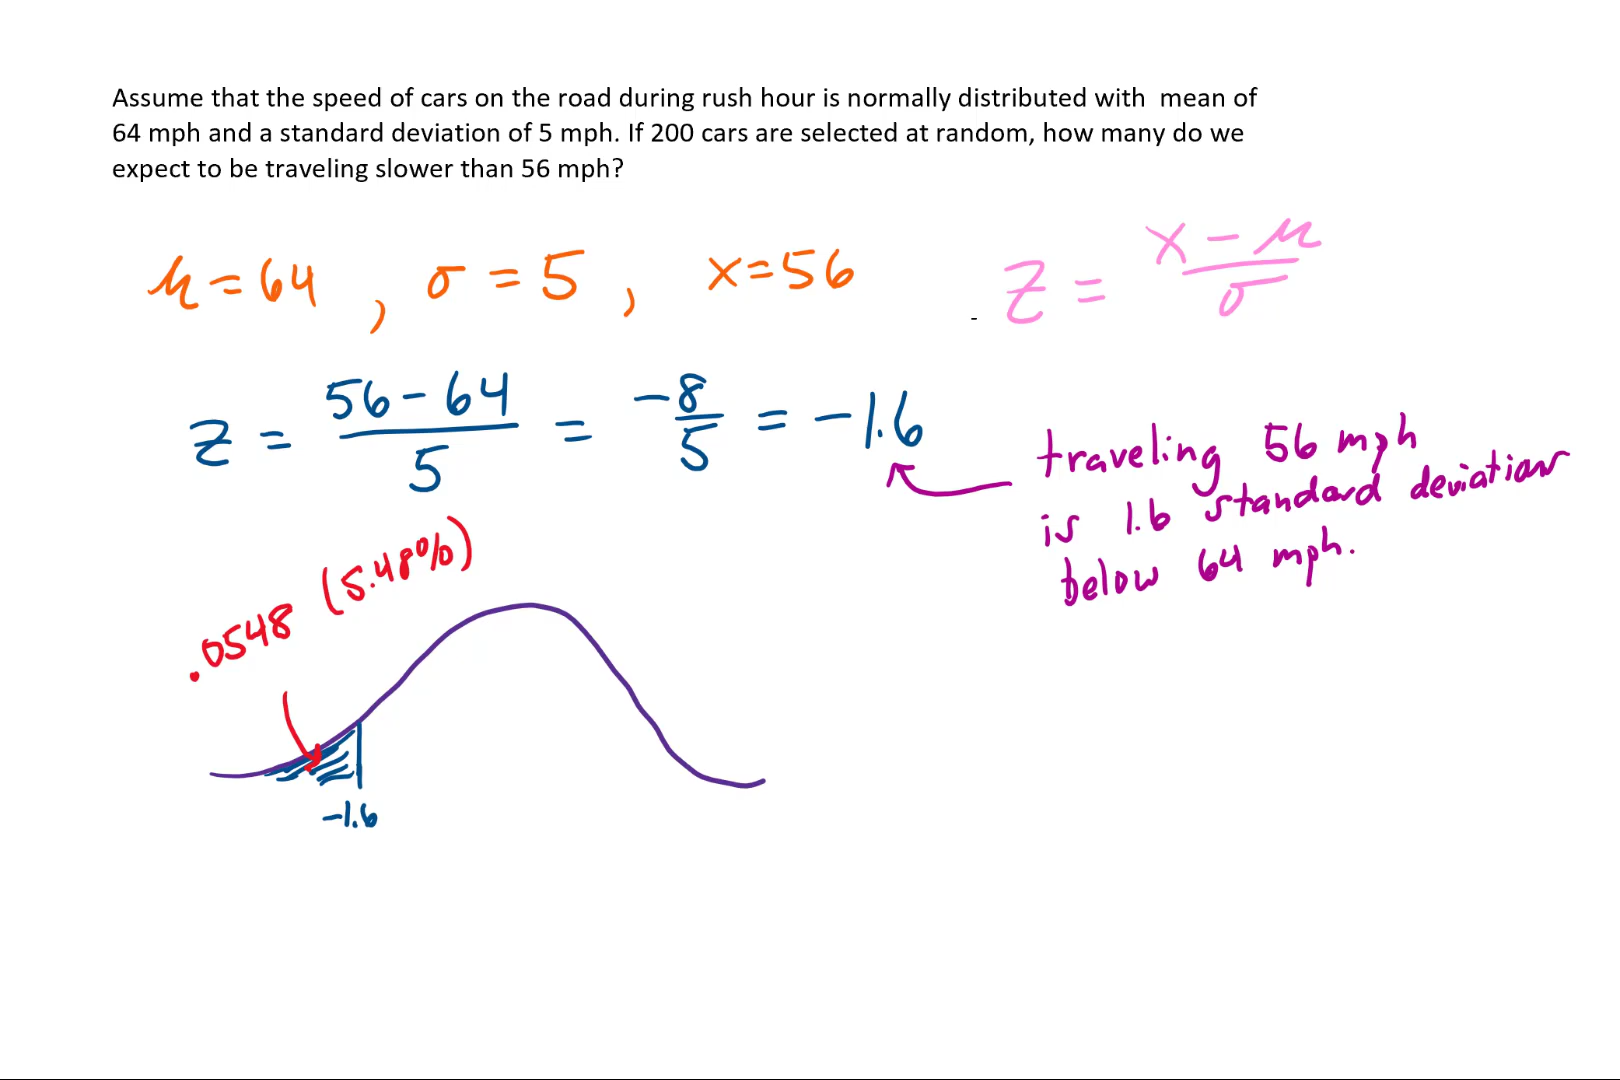 Assume that the speed of cars on the road during rush hour is normally distributed with mean of
64 mph and a standard deviation of 5 mph. If 200 cars are selected at random, how many do we
expect to be traveling slower than 56 mph?
μ=64 , σ=5 , x=56
z = (x-μ)/σ
z = (56-64)/5 = -8/5 = -1.6
traveling 56 mph
is 1.6 standard deviations
below 64 mph.
.0548 (5.48%)
-1.6